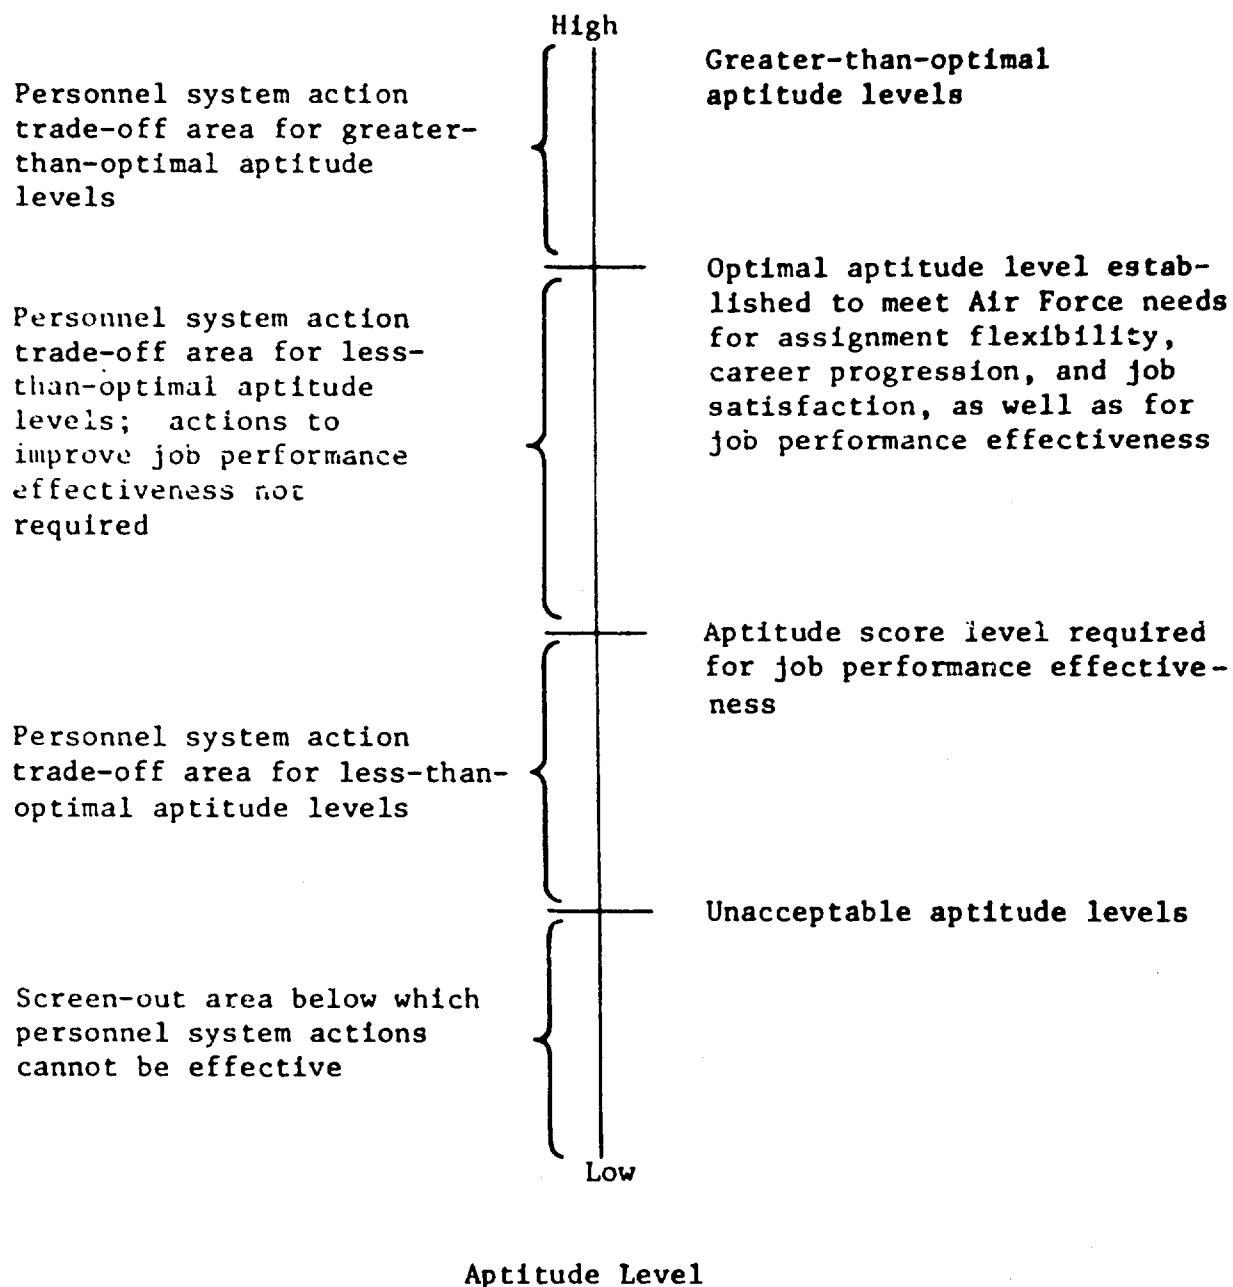 High
Greater-than-optimal
aptitude levels
Personnel system action
trade-off area for greater-
than-optimal aptitude
levels
Optimal aptitude level estab-
lished to meet Air Force needs
for assignment flexibility,
career progression, and job
satisfaction, as well as for
job performance effectiveness
Personnel system action
trade-off area for less-
than-optimal aptitude
levels; actions to
improve job performance
effectiveness not
required
Aptitude score level required
for job performance effective-
ness
Personnel system action
trade-off area for less-than-
optimal aptitude levels
Unacceptable aptitude levels
Screen-out area below which
personnel system actions
cannot be effective
Low
Aptitude Level